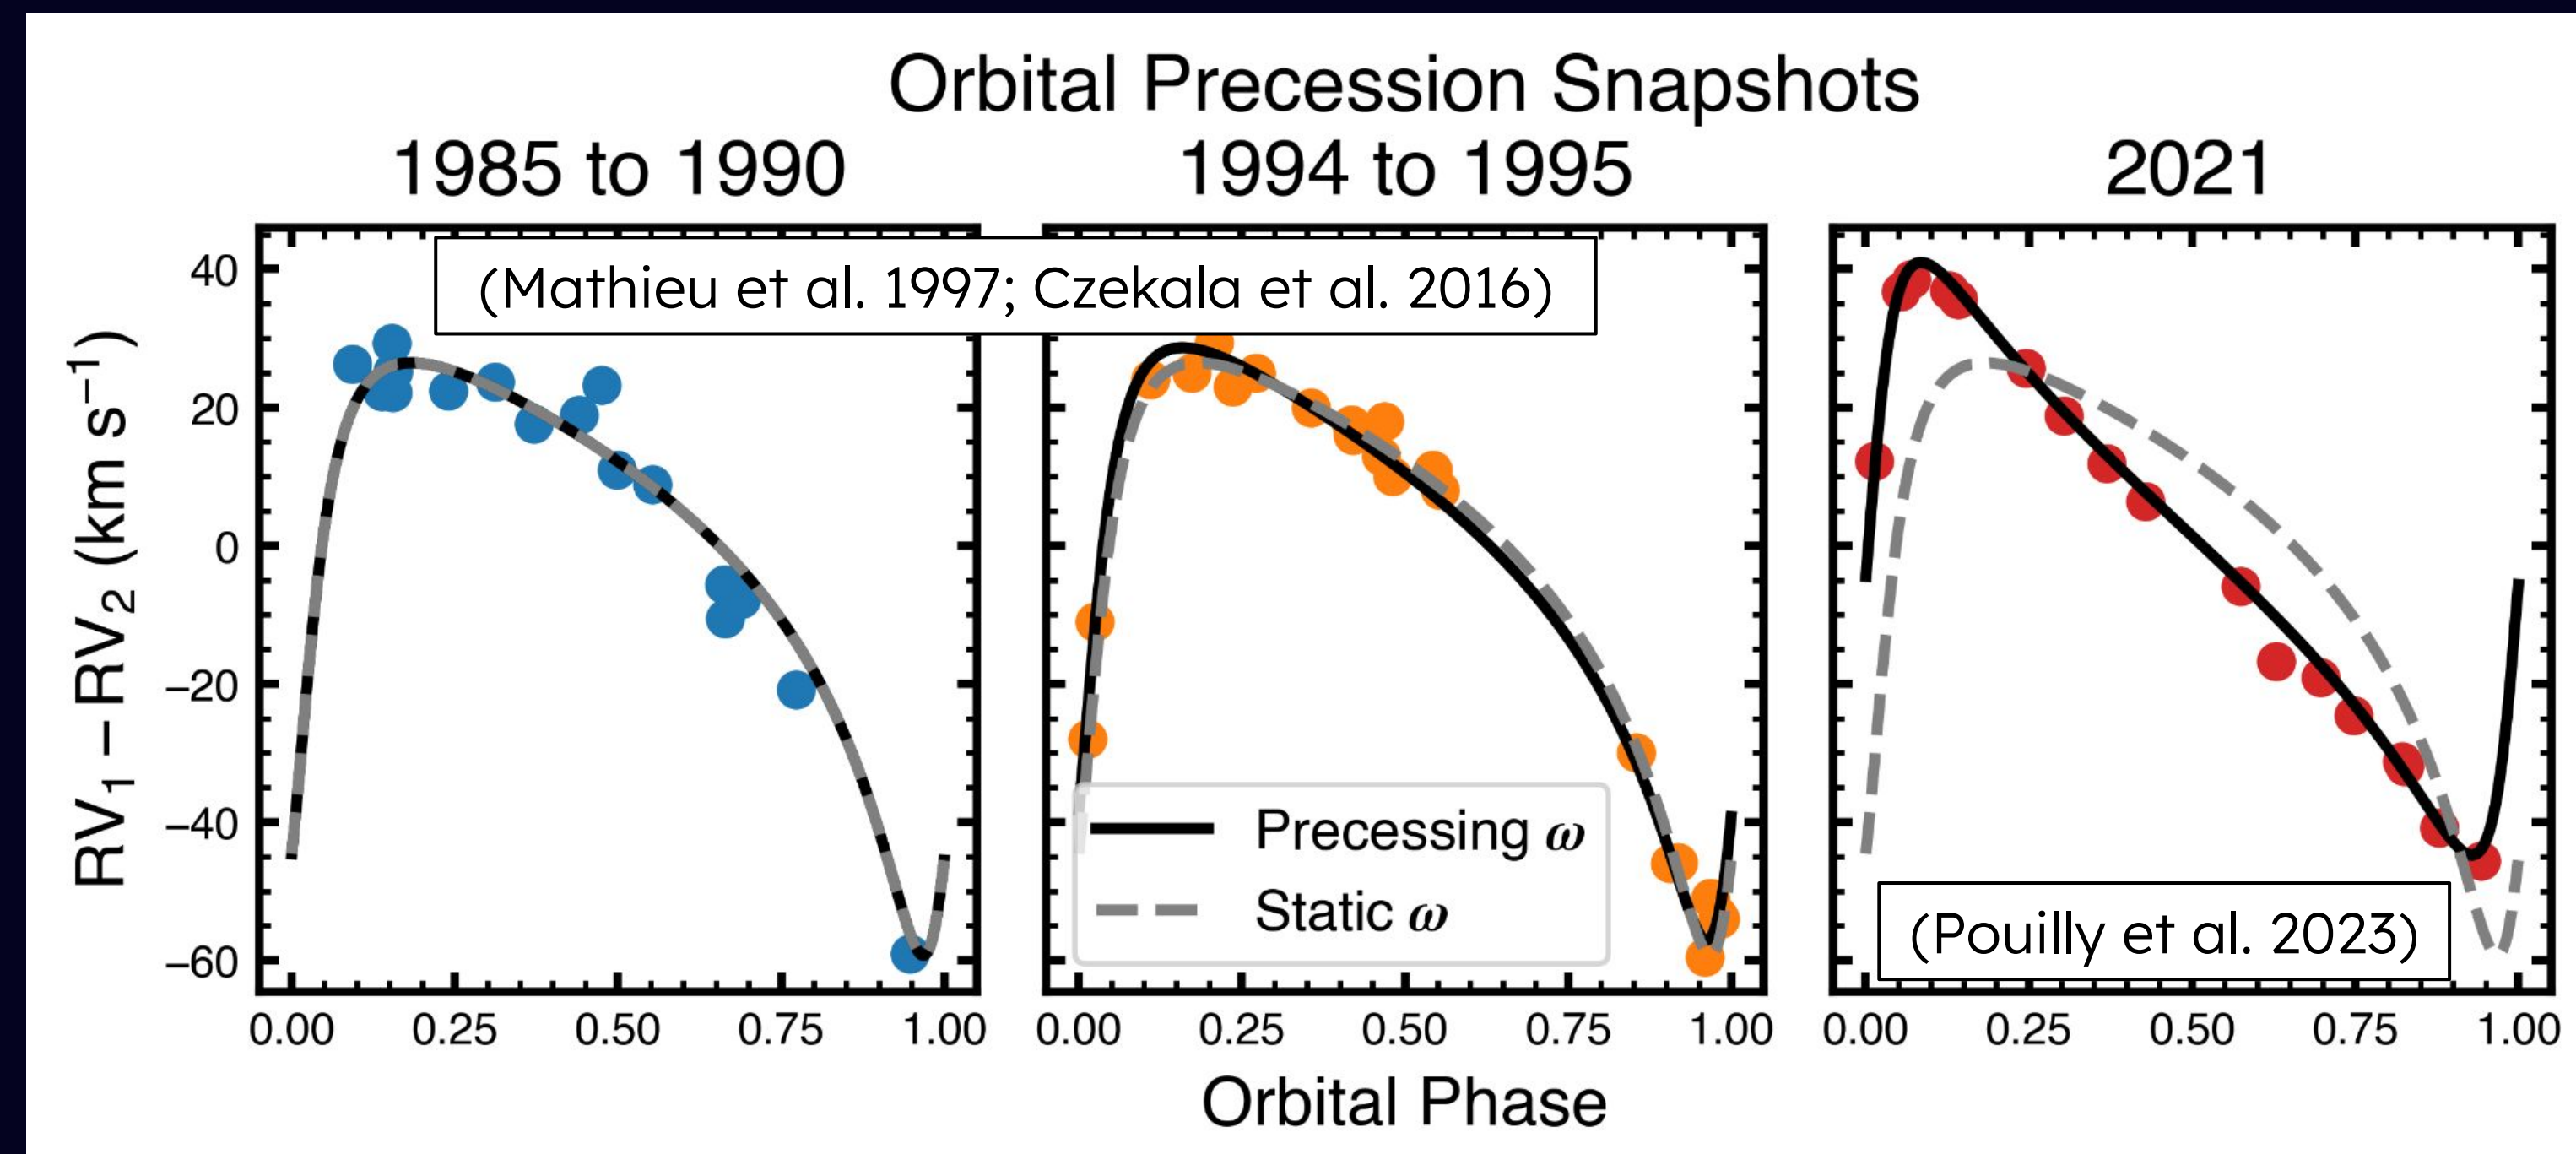 Orbital Precession Snapshots
1985 to 1990
1994 to 1995
2021
(Mathieu et al. 1997; Czekala et al. 2016)
RV₁ − RV₂ (km s⁻¹)
40
20
0
−20
−40
−60
Precessing ω
Static ω
(Pouilly et al. 2023)
0.00 0.25 0.50 0.75 1.00
0.00 0.25 0.50 0.75 1.00
0.00 0.25 0.50 0.75 1.00
Orbital Phase